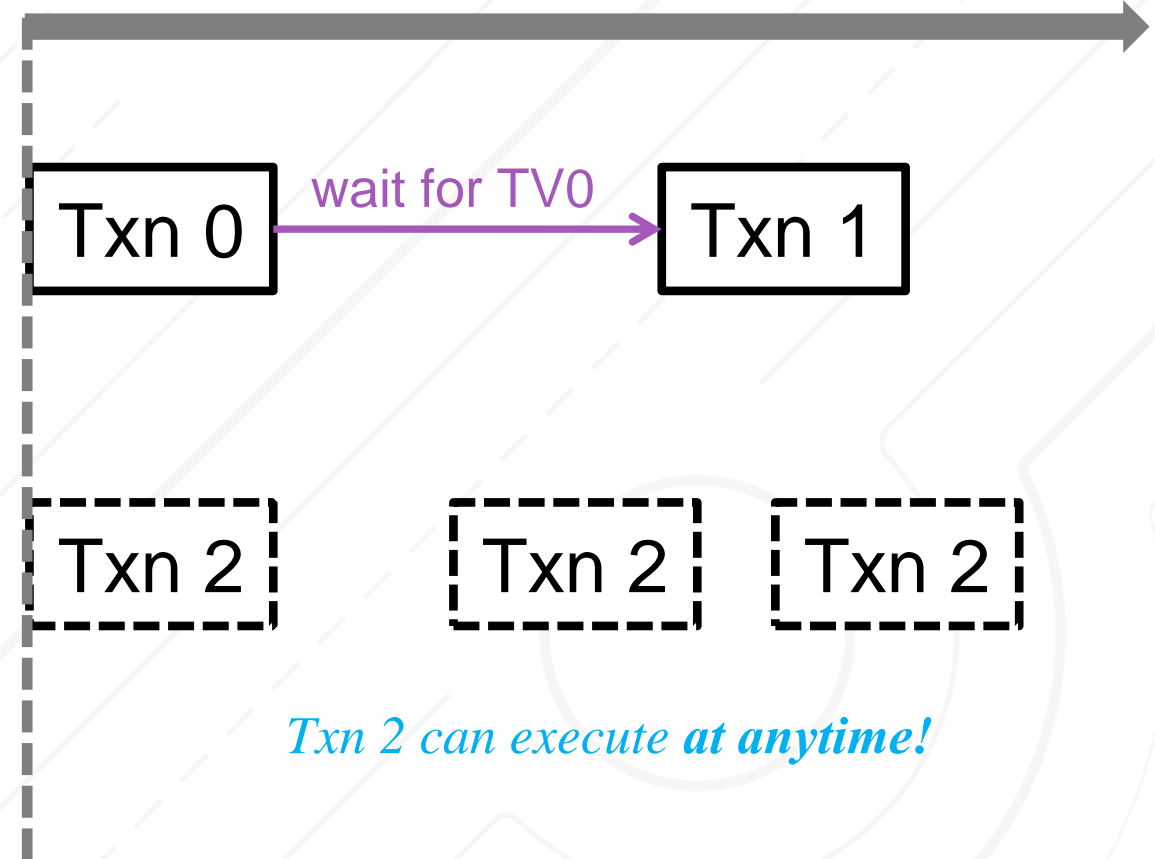 wait for TV0
Txn 0
Txn 1
Txn 2
Txn 2
Txn 2
Txn 2 can execute at anytime!